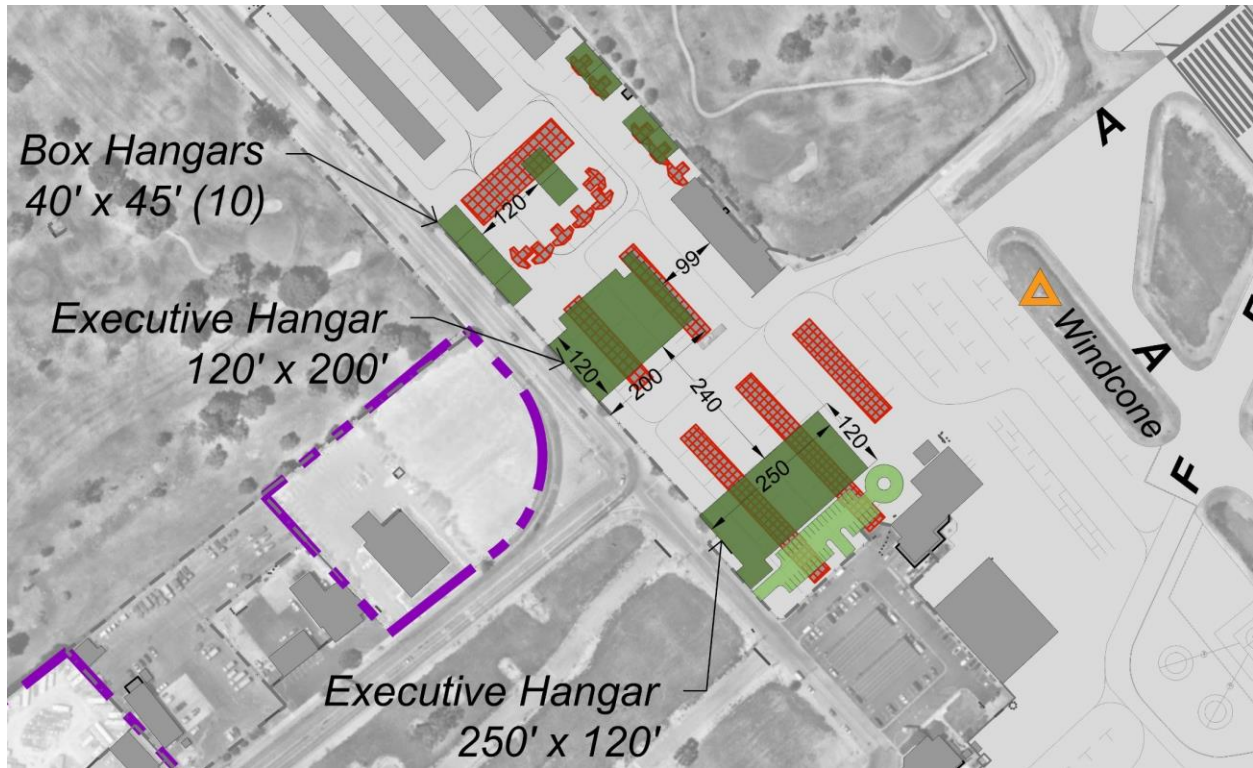 A
Box Hangars
40' x 45' (10)
120
99
Executive Hangar
120' x 200'
120
200
240
Windcone
A
120
250
F
Executive Hangar
250' x 120'